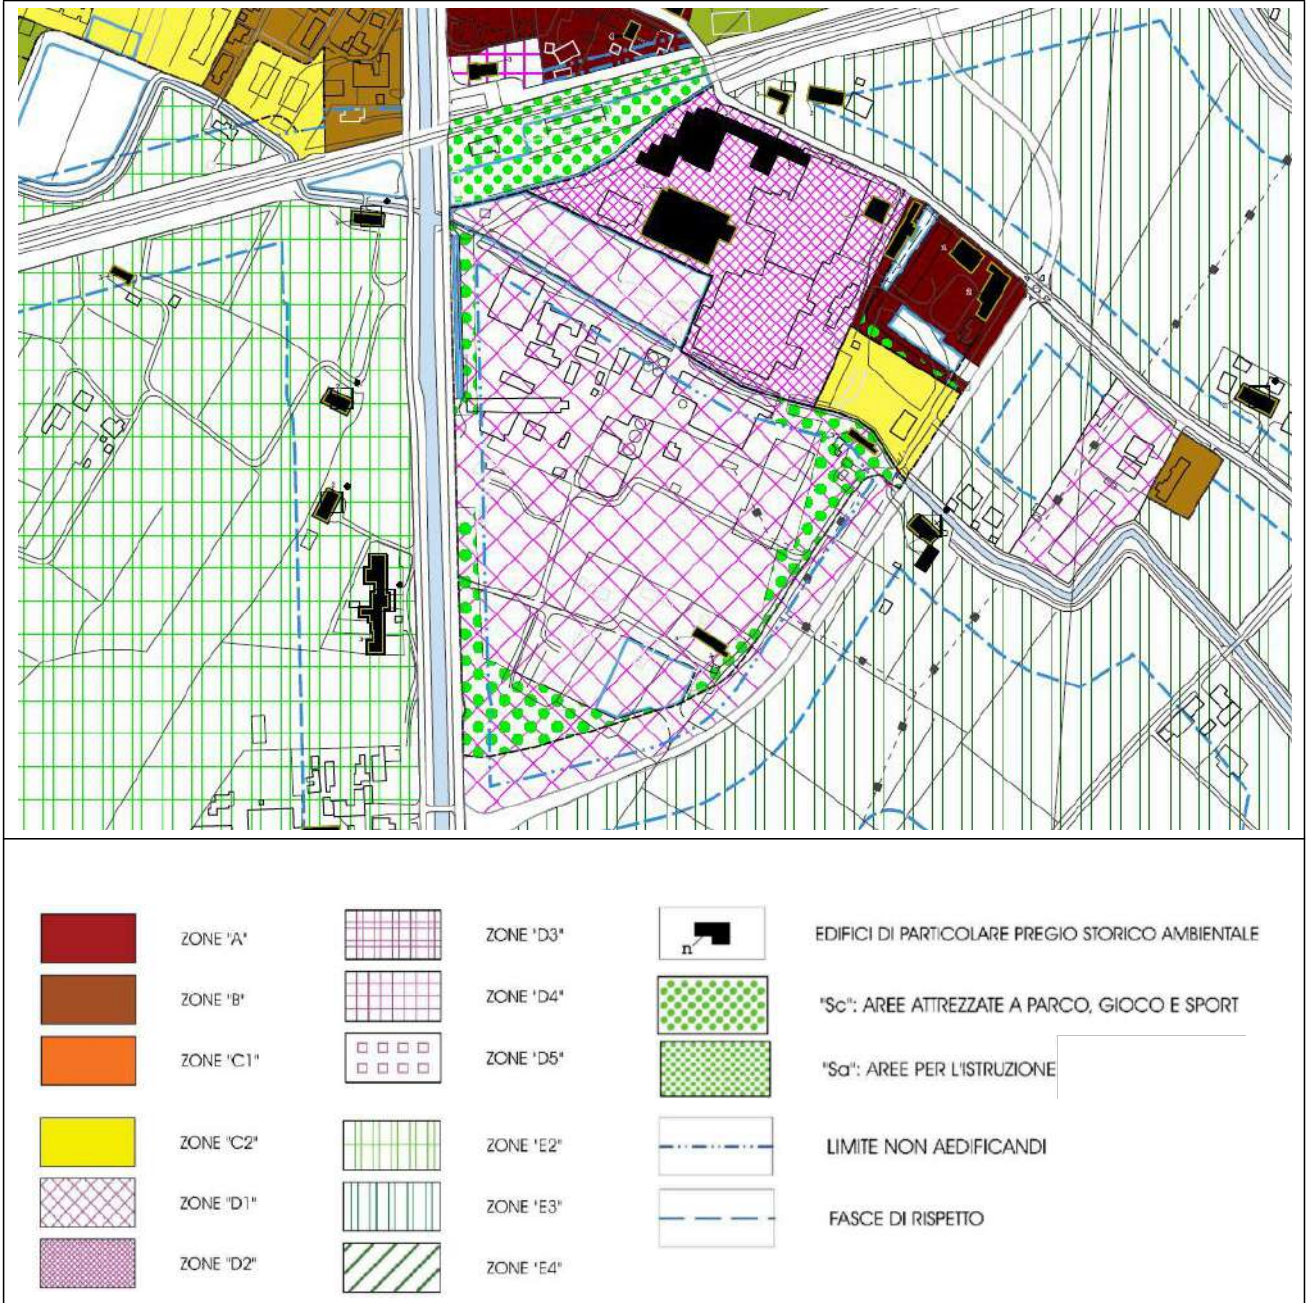 ZONE "A"
ZONE "B"
ZONE "C1"
ZONE "C2"
ZONE "D1"
ZONE "D2"
ZONE "D3"
ZONE "D4"
ZONE "D5"
ZONE "E2"
ZONE "E3"
ZONE "E4"
n
EDIFICI DI PARTICOLARE PREGIO STORICO AMBIENTALE
"Sc": AREE ATTREZZATE A PARCO, GIOCO E SPORT
"Sa": AREE PER L'ISTRUZIONE
LIMITE NON AEDIFICANDI
FASCE DI RISPETTO